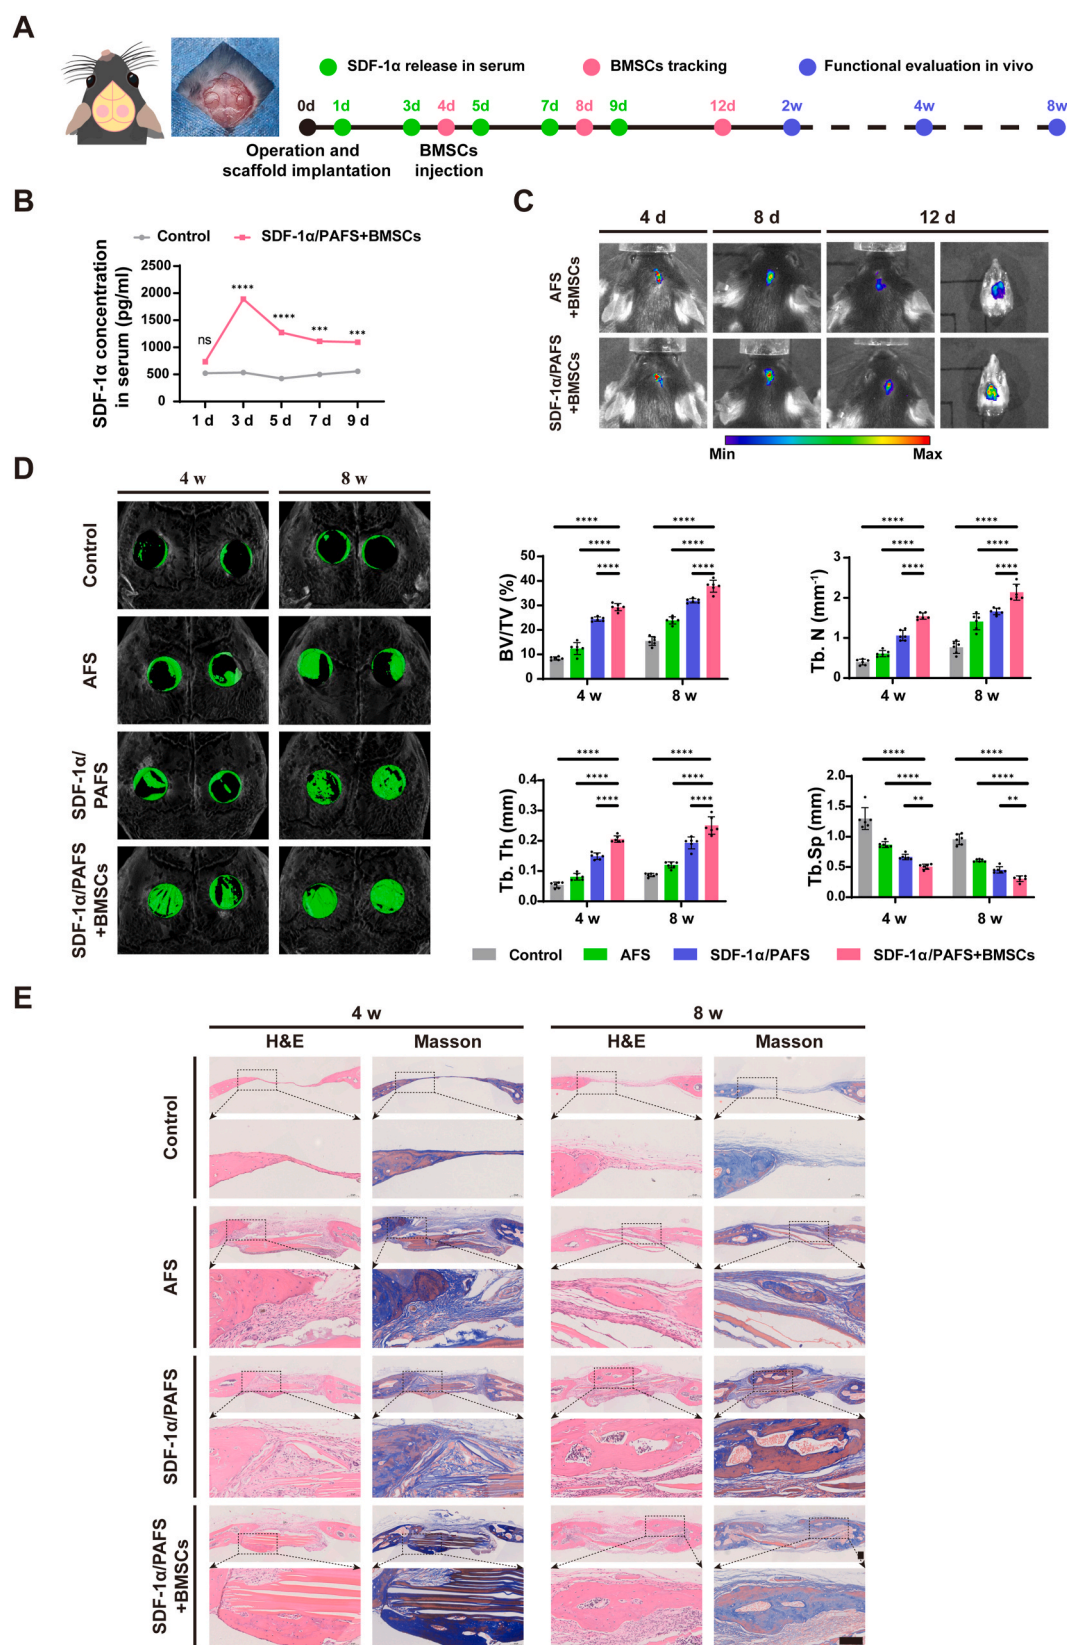 A
SDF-1α release in serum
BMSCs tracking
Functional evaluation in vivo
0d 1d 3d 4d 5d 7d 8d 9d 12d 2w 4w 8w
Operation and
scaffold implantation
BMSCs
injection
B
Control
SDF-1α/PAFS+BMSCs
SDF-1α concentration
in serum (pg/ml)
2500
2000
1500
1000
500
0
ns
****
****
***
***
1 d 3 d 5 d 7 d 9 d
C
4 d 8 d 12 d
AFS
+BMSCs
SDF-1α/PAFS
+BMSCs
Min Max
D
4 w 8 w
Control
AFS
SDF-1α/
PAFS
SDF-1α/PAFS
+BMSCs
BV/TV (%)
50
40
30
20
10
0
**** ****
**** ****
**** ****
4 w 8 w
Tb. N (mm-1)
3
2
1
0
**** ****
**** ****
**** ****
4 w 8 w
Tb. Th (mm)
0.4
0.3
0.2
0.1
0.0
**** ****
**** ****
**** ****
4 w 8 w
Tb.Sp (mm)
2.0
1.5
1.0
0.5
0.0
**** ****
**** ****
** **
4 w 8 w
Control AFS SDF-1α/PAFS SDF-1α/PAFS+BMSCs
E
4 w 8 w
H&E Masson H&E Masson
Control
AFS
SDF-1α/PAFS
SDF-1α/PAFS
+BMSCs